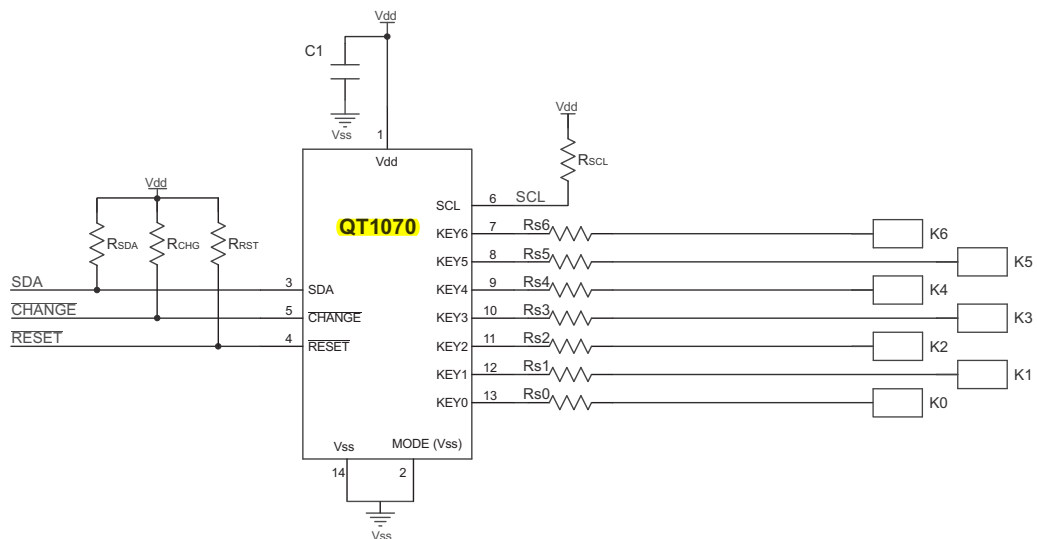 Vdd
C1
Vss
1
Vdd
Vdd
RSCL
SCL 6 SCL
QT1070
KEY6 7 Rs6 K6
KEY5 8 Rs5 K5
KEY4 9 Rs4 K4
KEY3 10 Rs3 K3
KEY2 11 Rs2 K2
KEY1 12 Rs1 K1
KEY0 13 Rs0 K0
Vdd
RSDA RCHG RRST
SDA 3 SDA
CHANGE 5 CHANGE
RESET 4 RESET
Vss MODE (Vss)
14 2
Vss